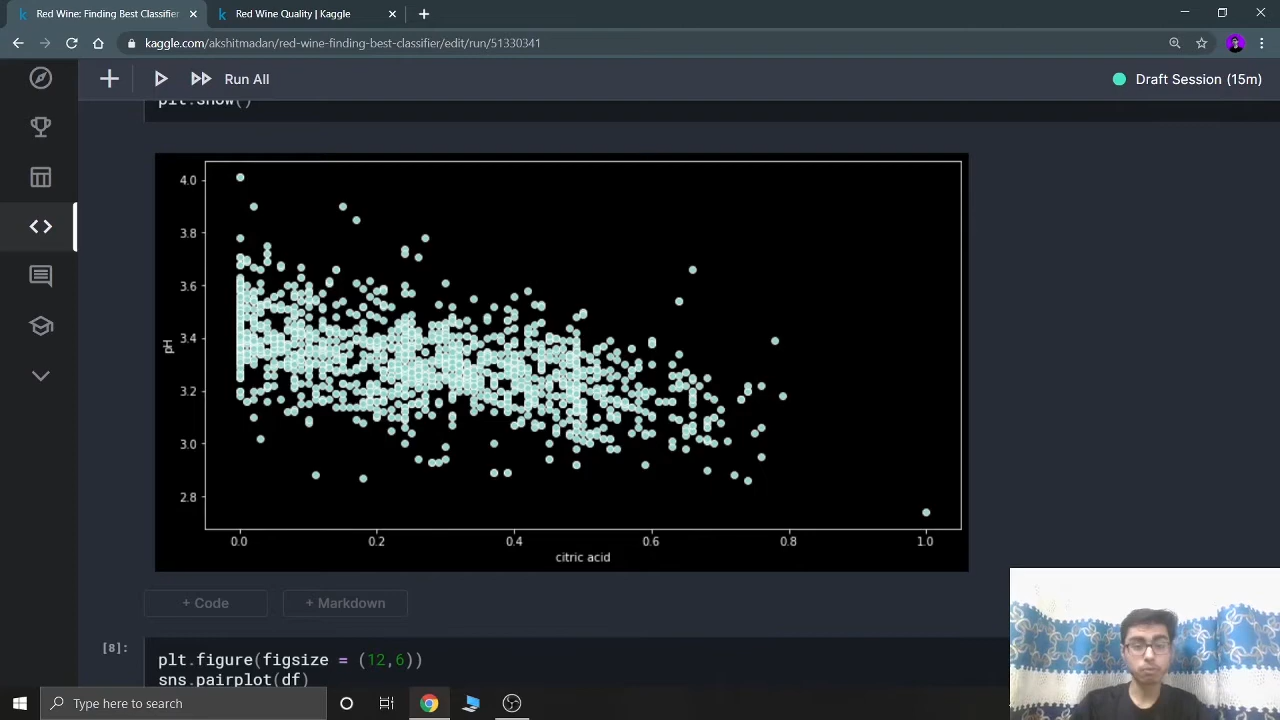 Red Wine: Finding Best Classifier
Red Wine Quality | Kaggle
kaggle.com/akshitmadan/red-wine-finding-best-classifier/edit/run/51330341
Run All
Draft Session (15m)
plt.show()
4.0
3.8
3.6
3.4
3.2
3.0
2.8
pH
0.0 0.2 0.4 0.6 0.8 1.0
citric acid
+ Code + Markdown
[8]:
plt.figure(figsize = (12,6))
sns.pairplot(df)
Type here to search